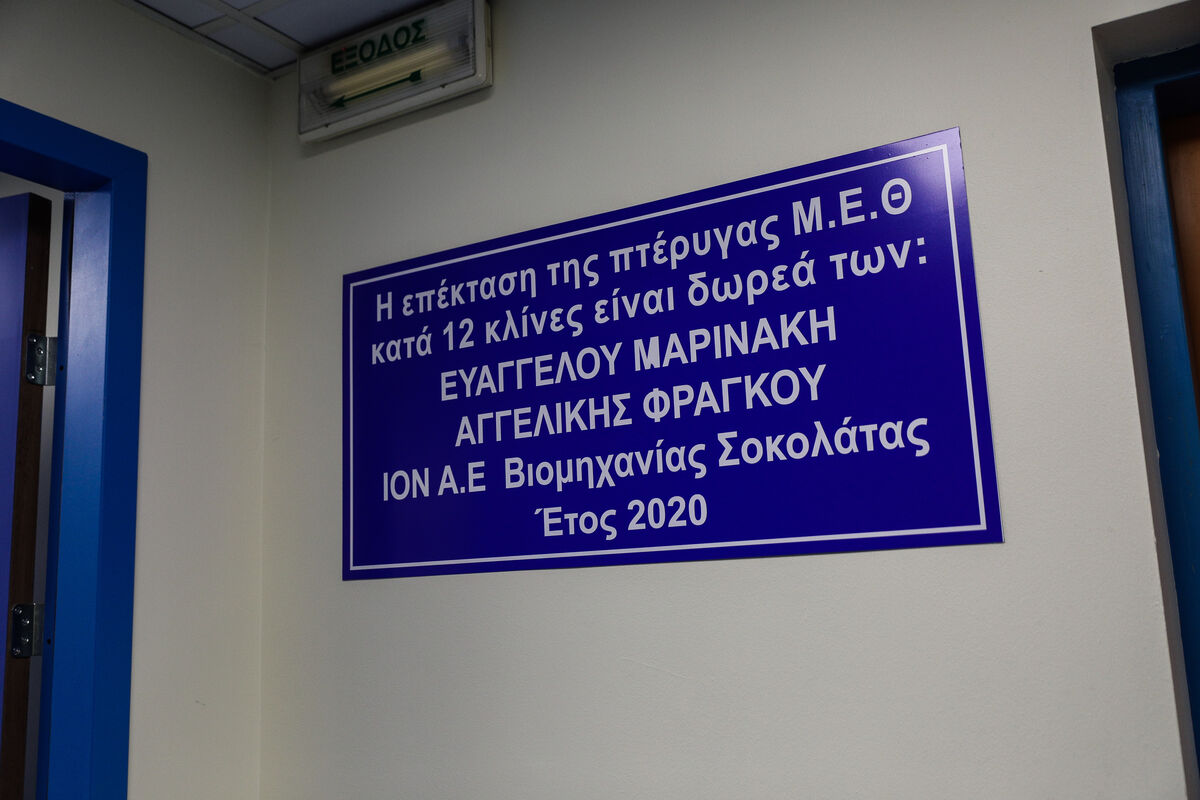 ΕΞΟΔΟΣ
Η επέκταση της πτέρυγας Μ.Ε.Θ
κατά 12 κλίνες είναι δωρεά των:
ΕΥΑΓΓΕΛΟΥ ΜΑΡΙΝΑΚΗ
ΑΓΓΕΛΙΚΗΣ ΦΡΑΓΚΟΥ
ΙΟΝ Α.Ε Βιομηχανίας Σοκολάτας
Έτος 2020